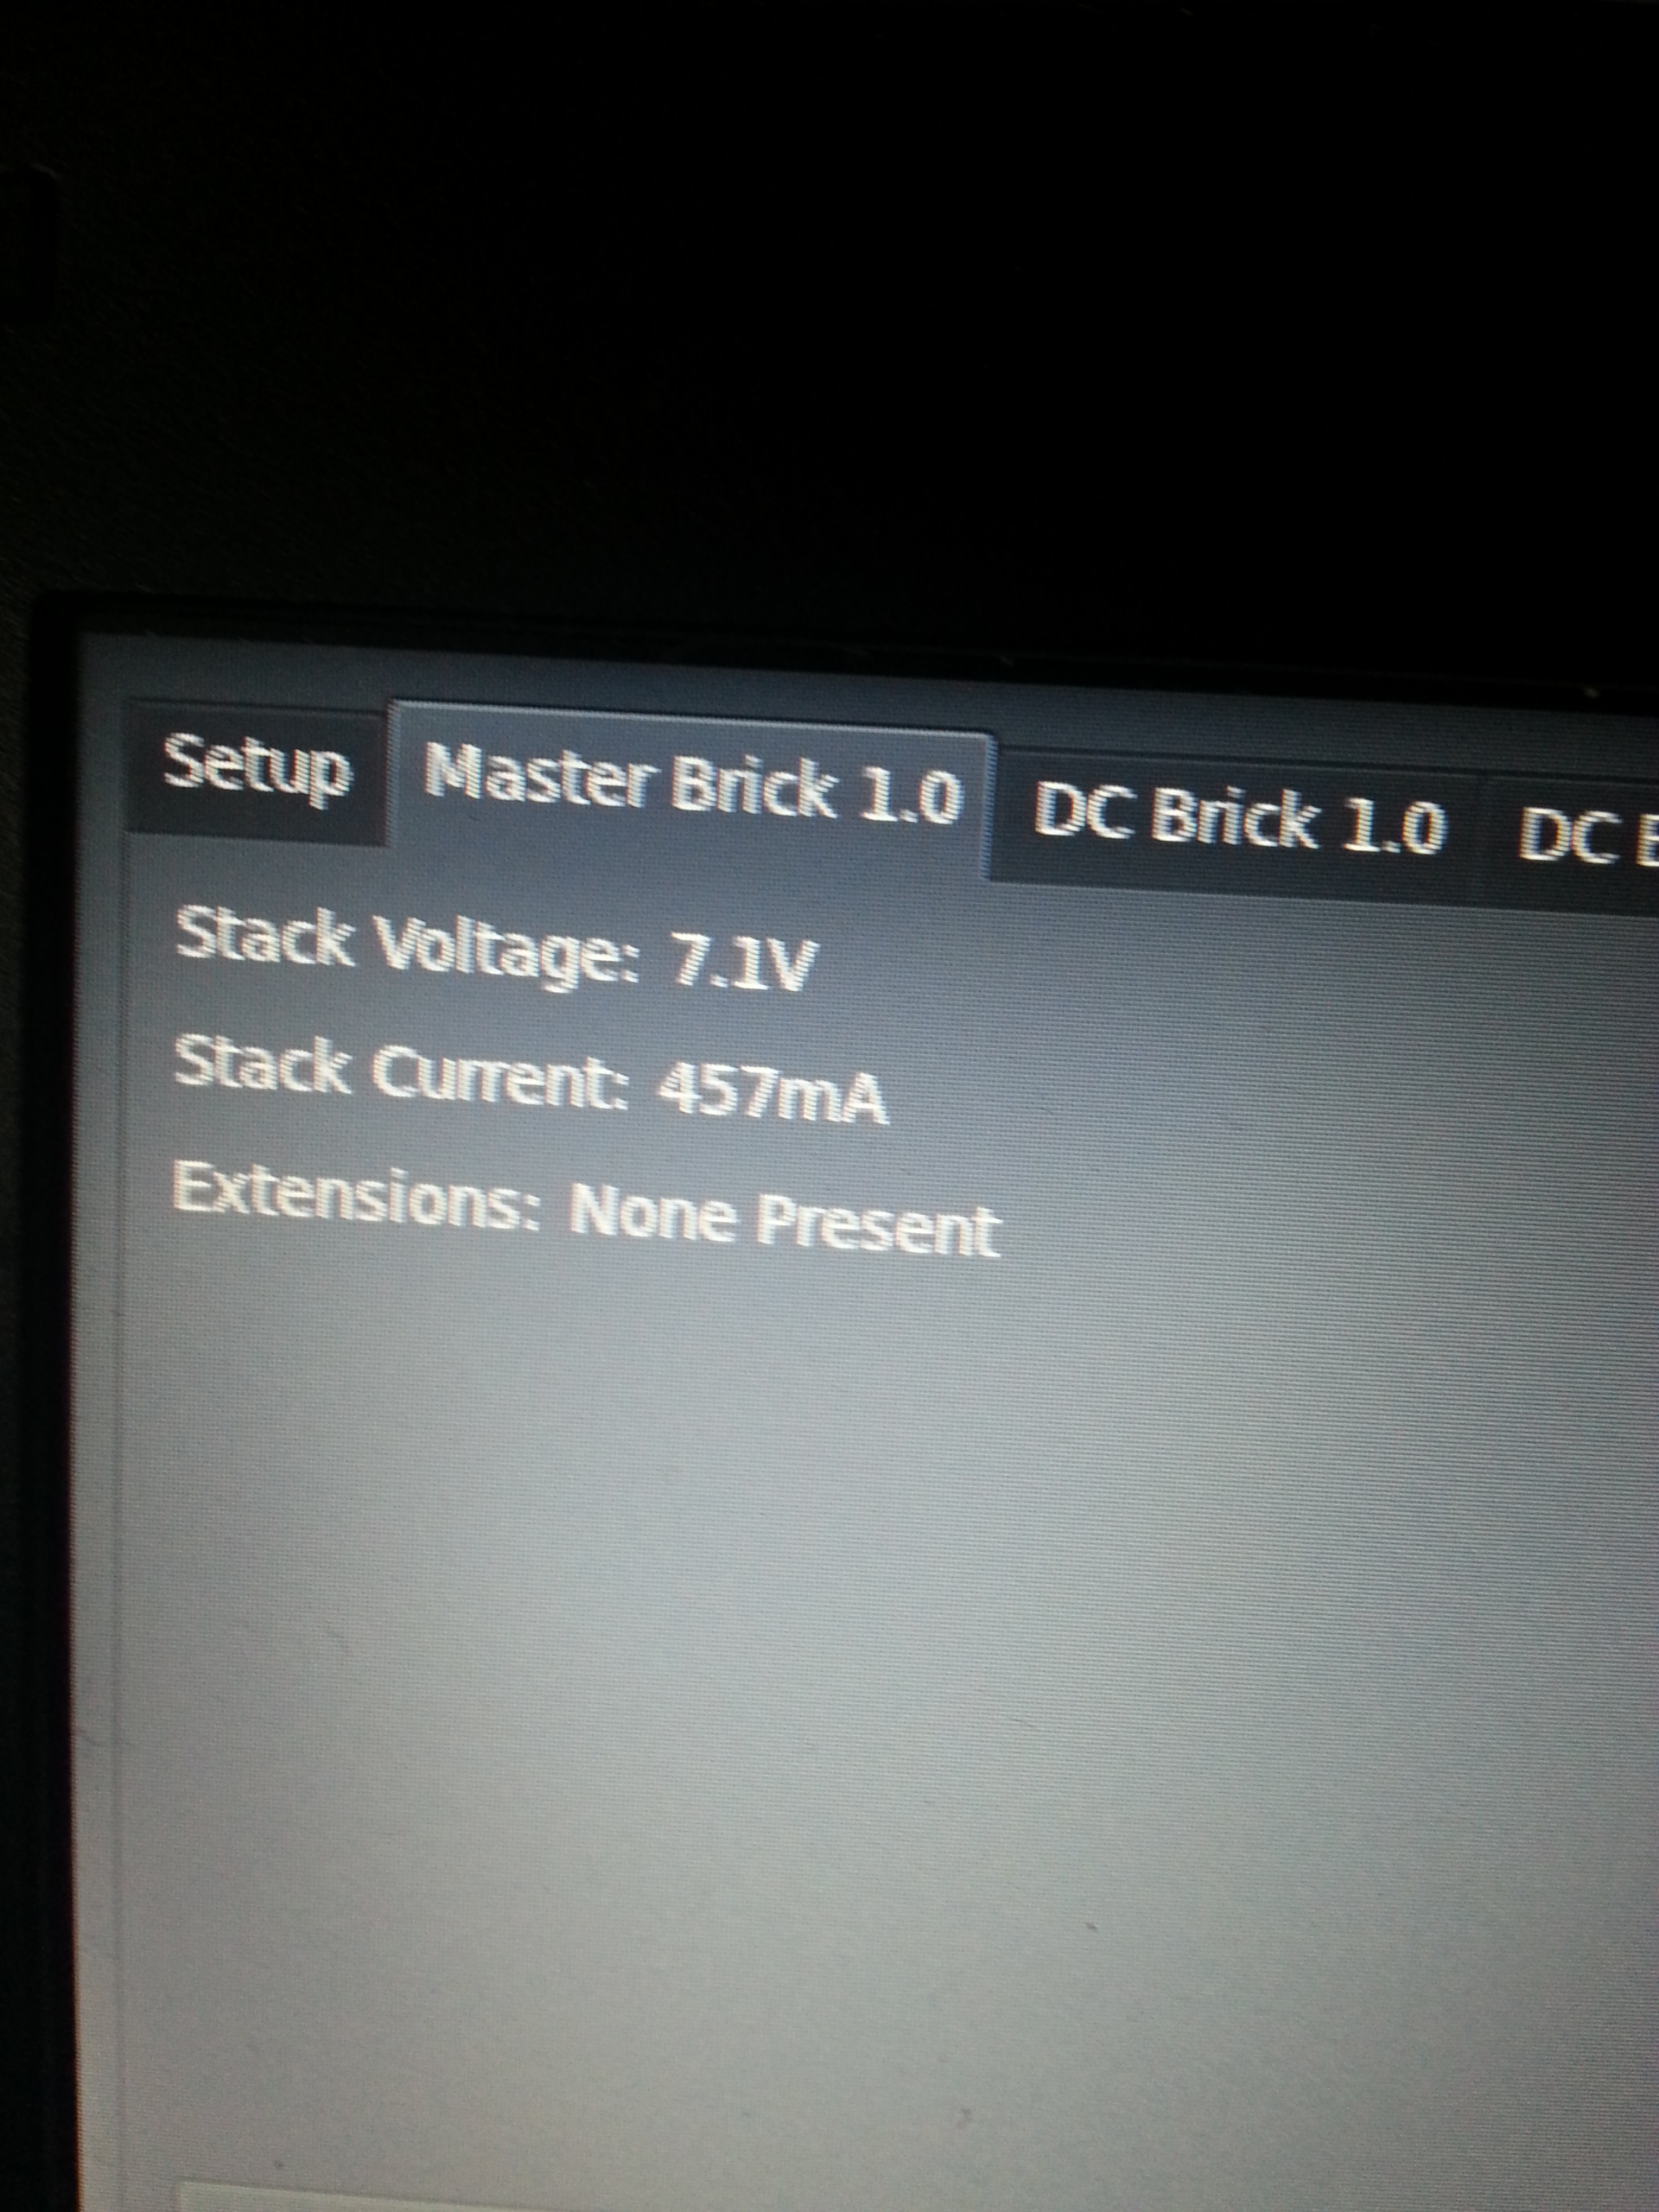 Setup Master Brick 1.0 DC Brick 1.0 DC
Stack Voltage: 7.1V
Stack Current: 457mA
Extensions: None Present